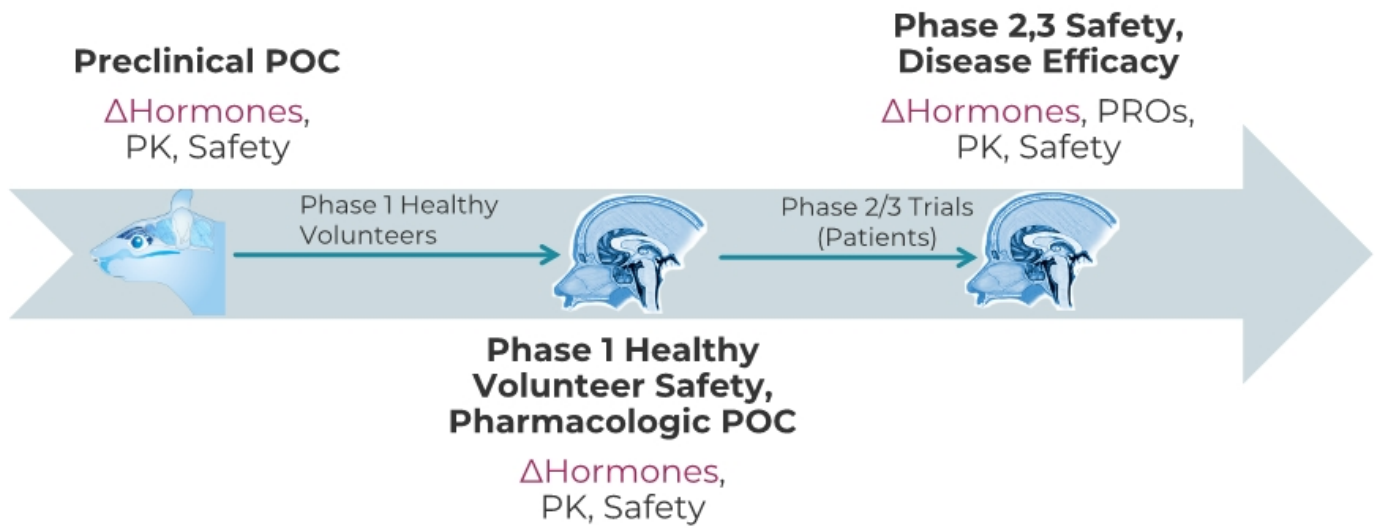 Preclinical POC
ΔHormones,
PK, Safety
Phase 1 Healthy
Volunteers
Phase 1 Healthy
Volunteer Safety,
Pharmacologic POC
ΔHormones,
PK, Safety
Phase 2/3 Trials
(Patients)
Phase 2,3 Safety,
Disease Efficacy
ΔHormones, PROs,
PK, Safety